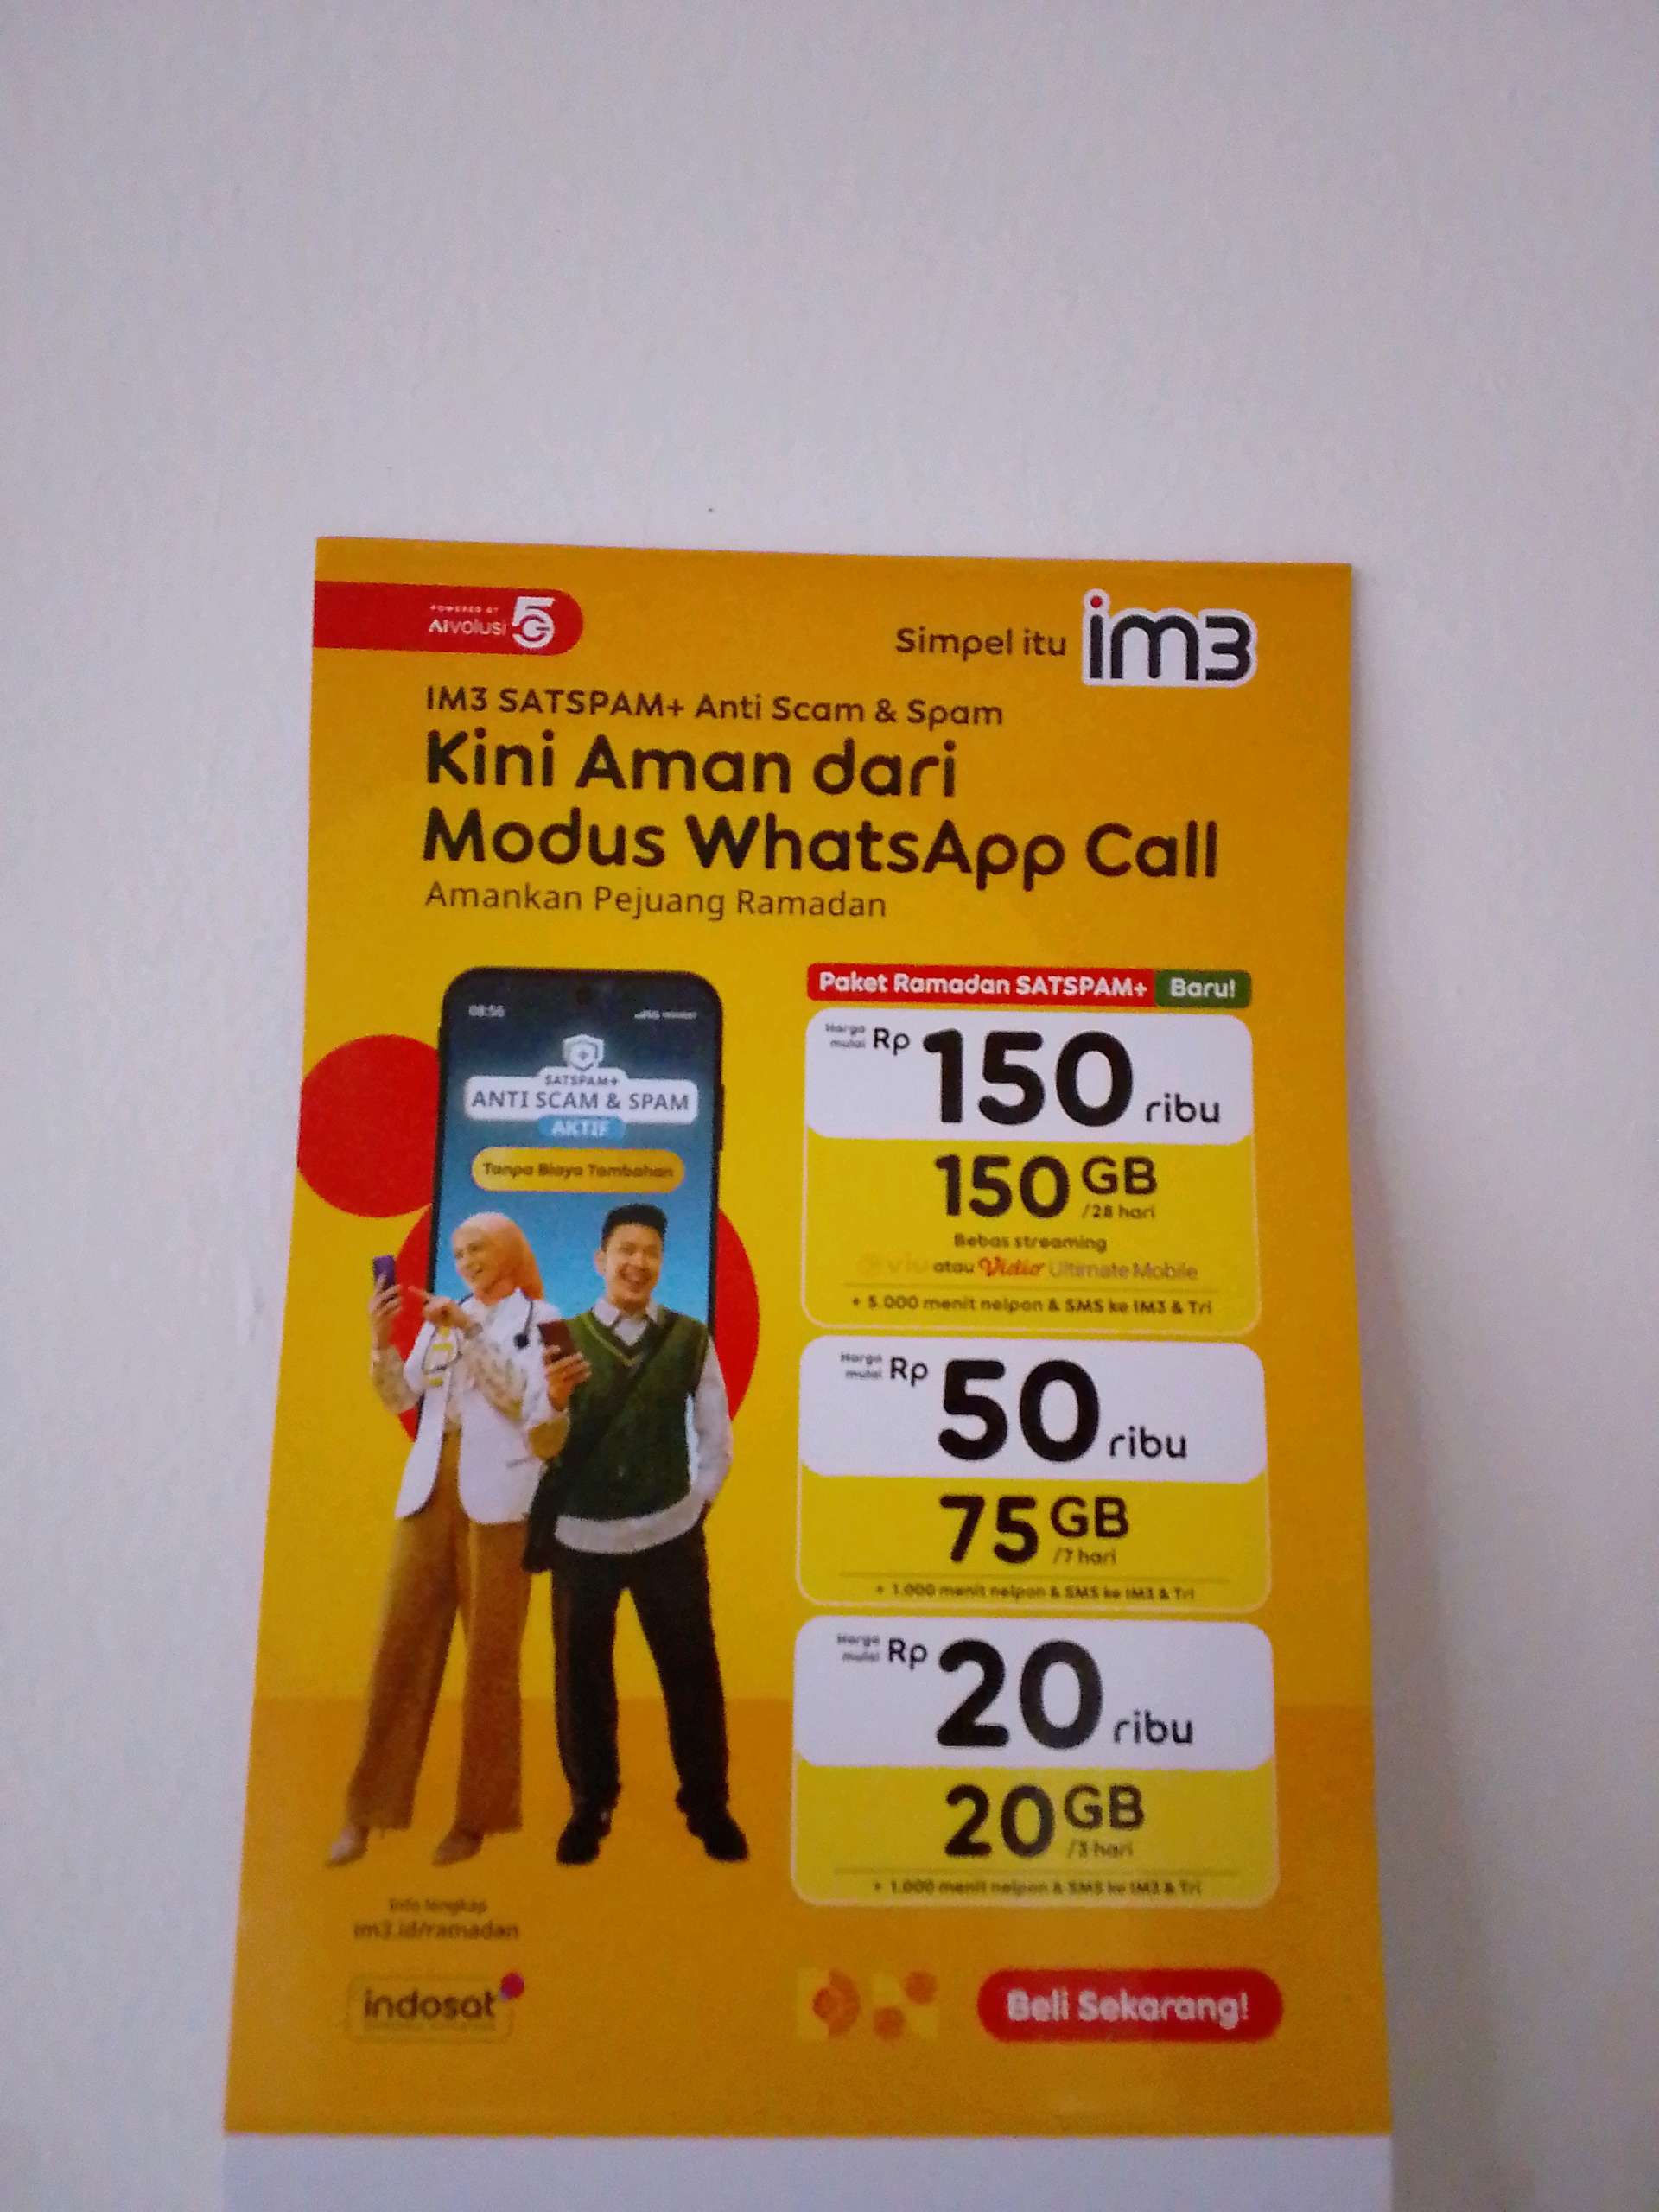 POWERED BY
AIvolusi 5G
Simpel itu im3
IM3 SATSPAM+ Anti Scam & Spam
Kini Aman dari
Modus WhatsApp Call
Amankan Pejuang Ramadan
08:56
SATSPAM+
ANTI SCAM & SPAM
AKTIF
Tanpa Biaya Tambahan
Paket Ramadan SATSPAM+ Baru!
Harga mulai Rp 150 ribu
150 GB
/28 hari
Bebas streaming
viu atau Vidio Ultimate Mobile
+ 5.000 menit nelpon & SMS ke IM3 & Tri
Harga mulai Rp 50 ribu
75 GB
/7 hari
+ 1.000 menit nelpon & SMS ke IM3 & Tri
Harga mulai Rp 20 ribu
20 GB
/3 hari
+ 1.000 menit nelpon & SMS ke IM3 & Tri
Info lengkap
im3.id/ramadan
indosat
Beli Sekarang!